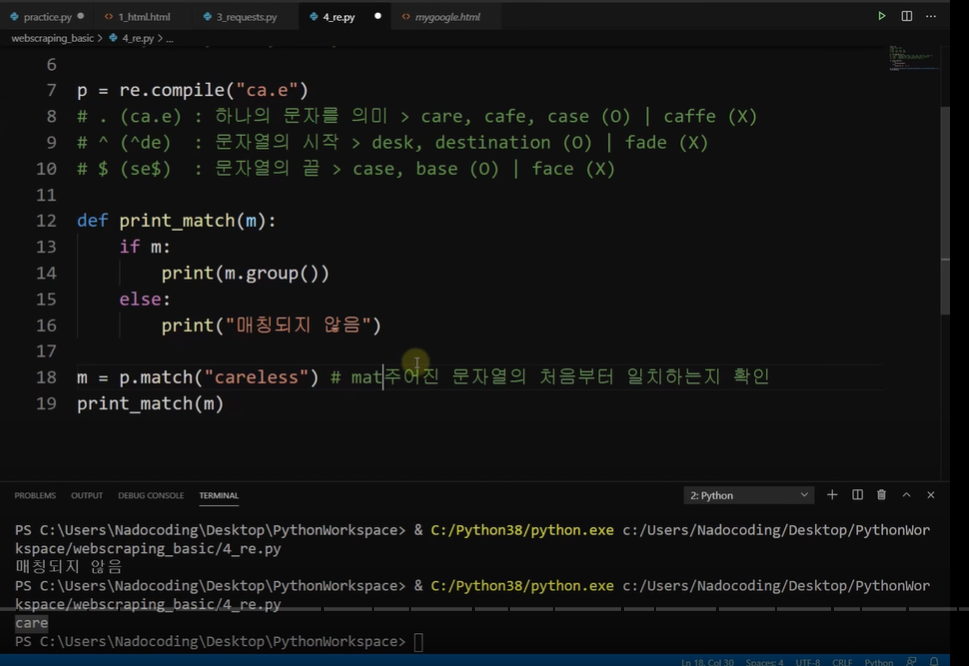 practice.py
1_html.html
3_requests.py
4_re.py
mygoogle.html
webscraping_basic > 4_re.py > ...
6
7 p = re.compile("ca.e")
8 # . (ca.e) : 하나의 문자를 의미 > care, cafe, case (O) | caffe (X)
9 # ^ (^de) : 문자열의 시작 > desk, destination (O) | fade (X)
10 # $ (se$) : 문자열의 끝 > case, base (O) | face (X)
11
12 def print_match(m):
13 if m:
14 print(m.group())
15 else:
16 print("매칭되지 않음")
17
18 m = p.match("careless") # mat주어진 문자열의 처음부터 일치하는지 확인
19 print_match(m)
PROBLEMS OUTPUT DEBUG CONSOLE TERMINAL 2: Python
PS C:\Users\Nadocoding\Desktop\PythonWorkspace> & C:/Python38/python.exe c:/Users/Nadocoding/Desktop/PythonWor
kspace/webscraping_basic/4_re.py
매칭되지 않음
PS C:\Users\Nadocoding\Desktop\PythonWorkspace> & C:/Python38/python.exe c:/Users/Nadocoding/Desktop/PythonWor
kspace/webscraping_basic/4_re.py
care
PS C:\Users\Nadocoding\Desktop\PythonWorkspace>
Ln 18, Col 30 Spaces: 4 UTF-8 CRLF Python